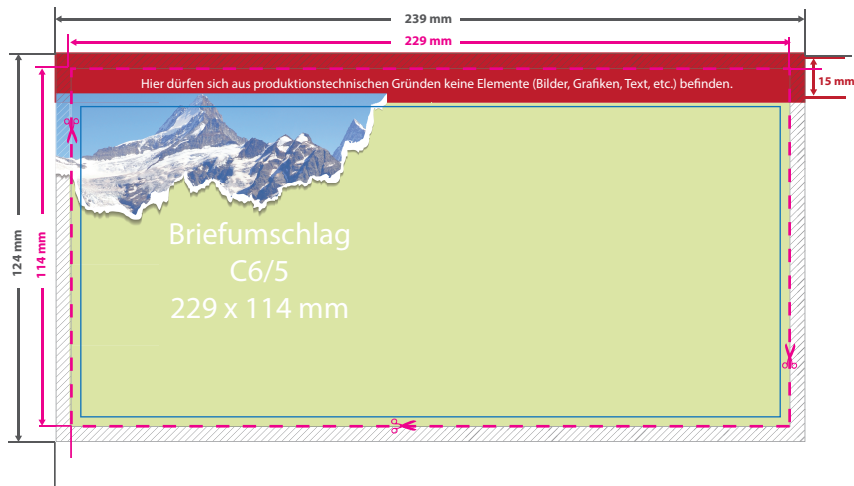 239 mm
229 mm
15 mm
Hier dürfen sich aus produktionstechnischen Gründen keine Elemente (Bilder, Grafiken, Text, etc.) befinden.
124 mm
114 mm
Briefumschlag
C6/5
229 x 114 mm